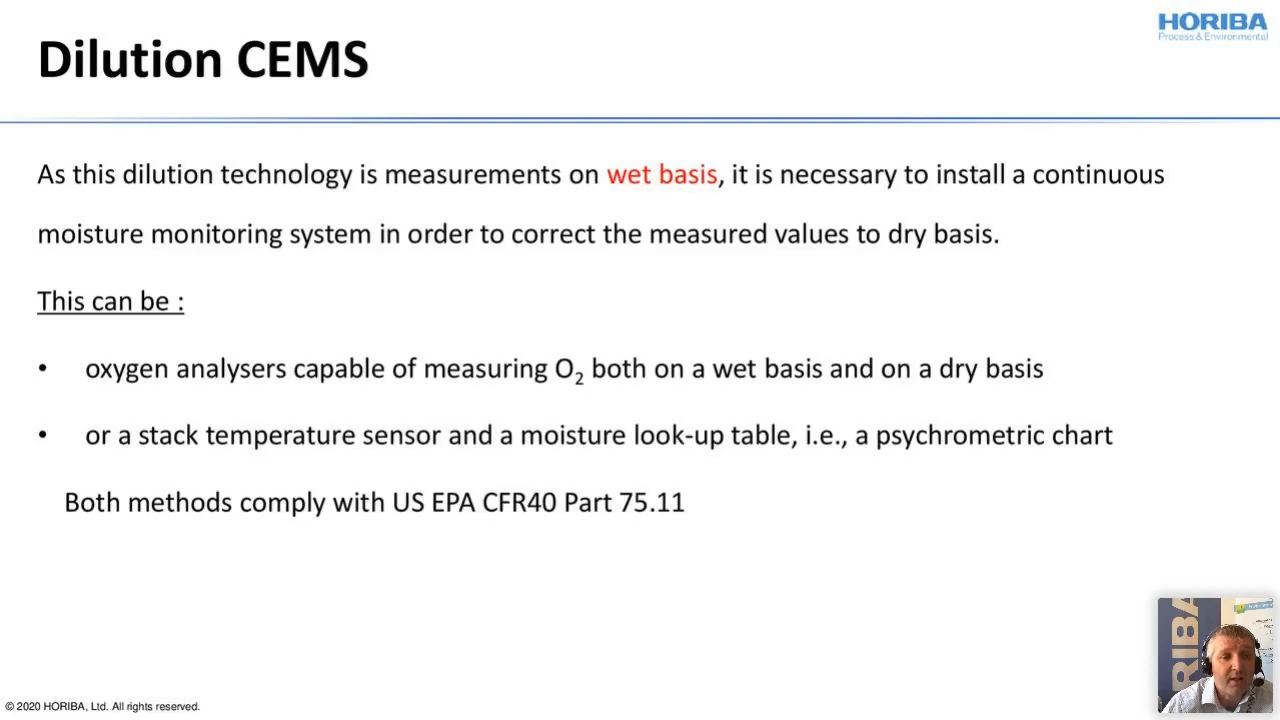 HORIBA
Process & Environmental
Dilution CEMS
As this dilution technology is measurements on wet basis, it is necessary to install a continuous
moisture monitoring system in order to correct the measured values to dry basis.
This can be :
• oxygen analysers capable of measuring O₂ both on a wet basis and on a dry basis
• or a stack temperature sensor and a moisture look-up table, i.e., a psychrometric chart
Both methods comply with US EPA CFR40 Part 75.11
RIBA
© 2020 HORIBA, Ltd. All rights reserved.